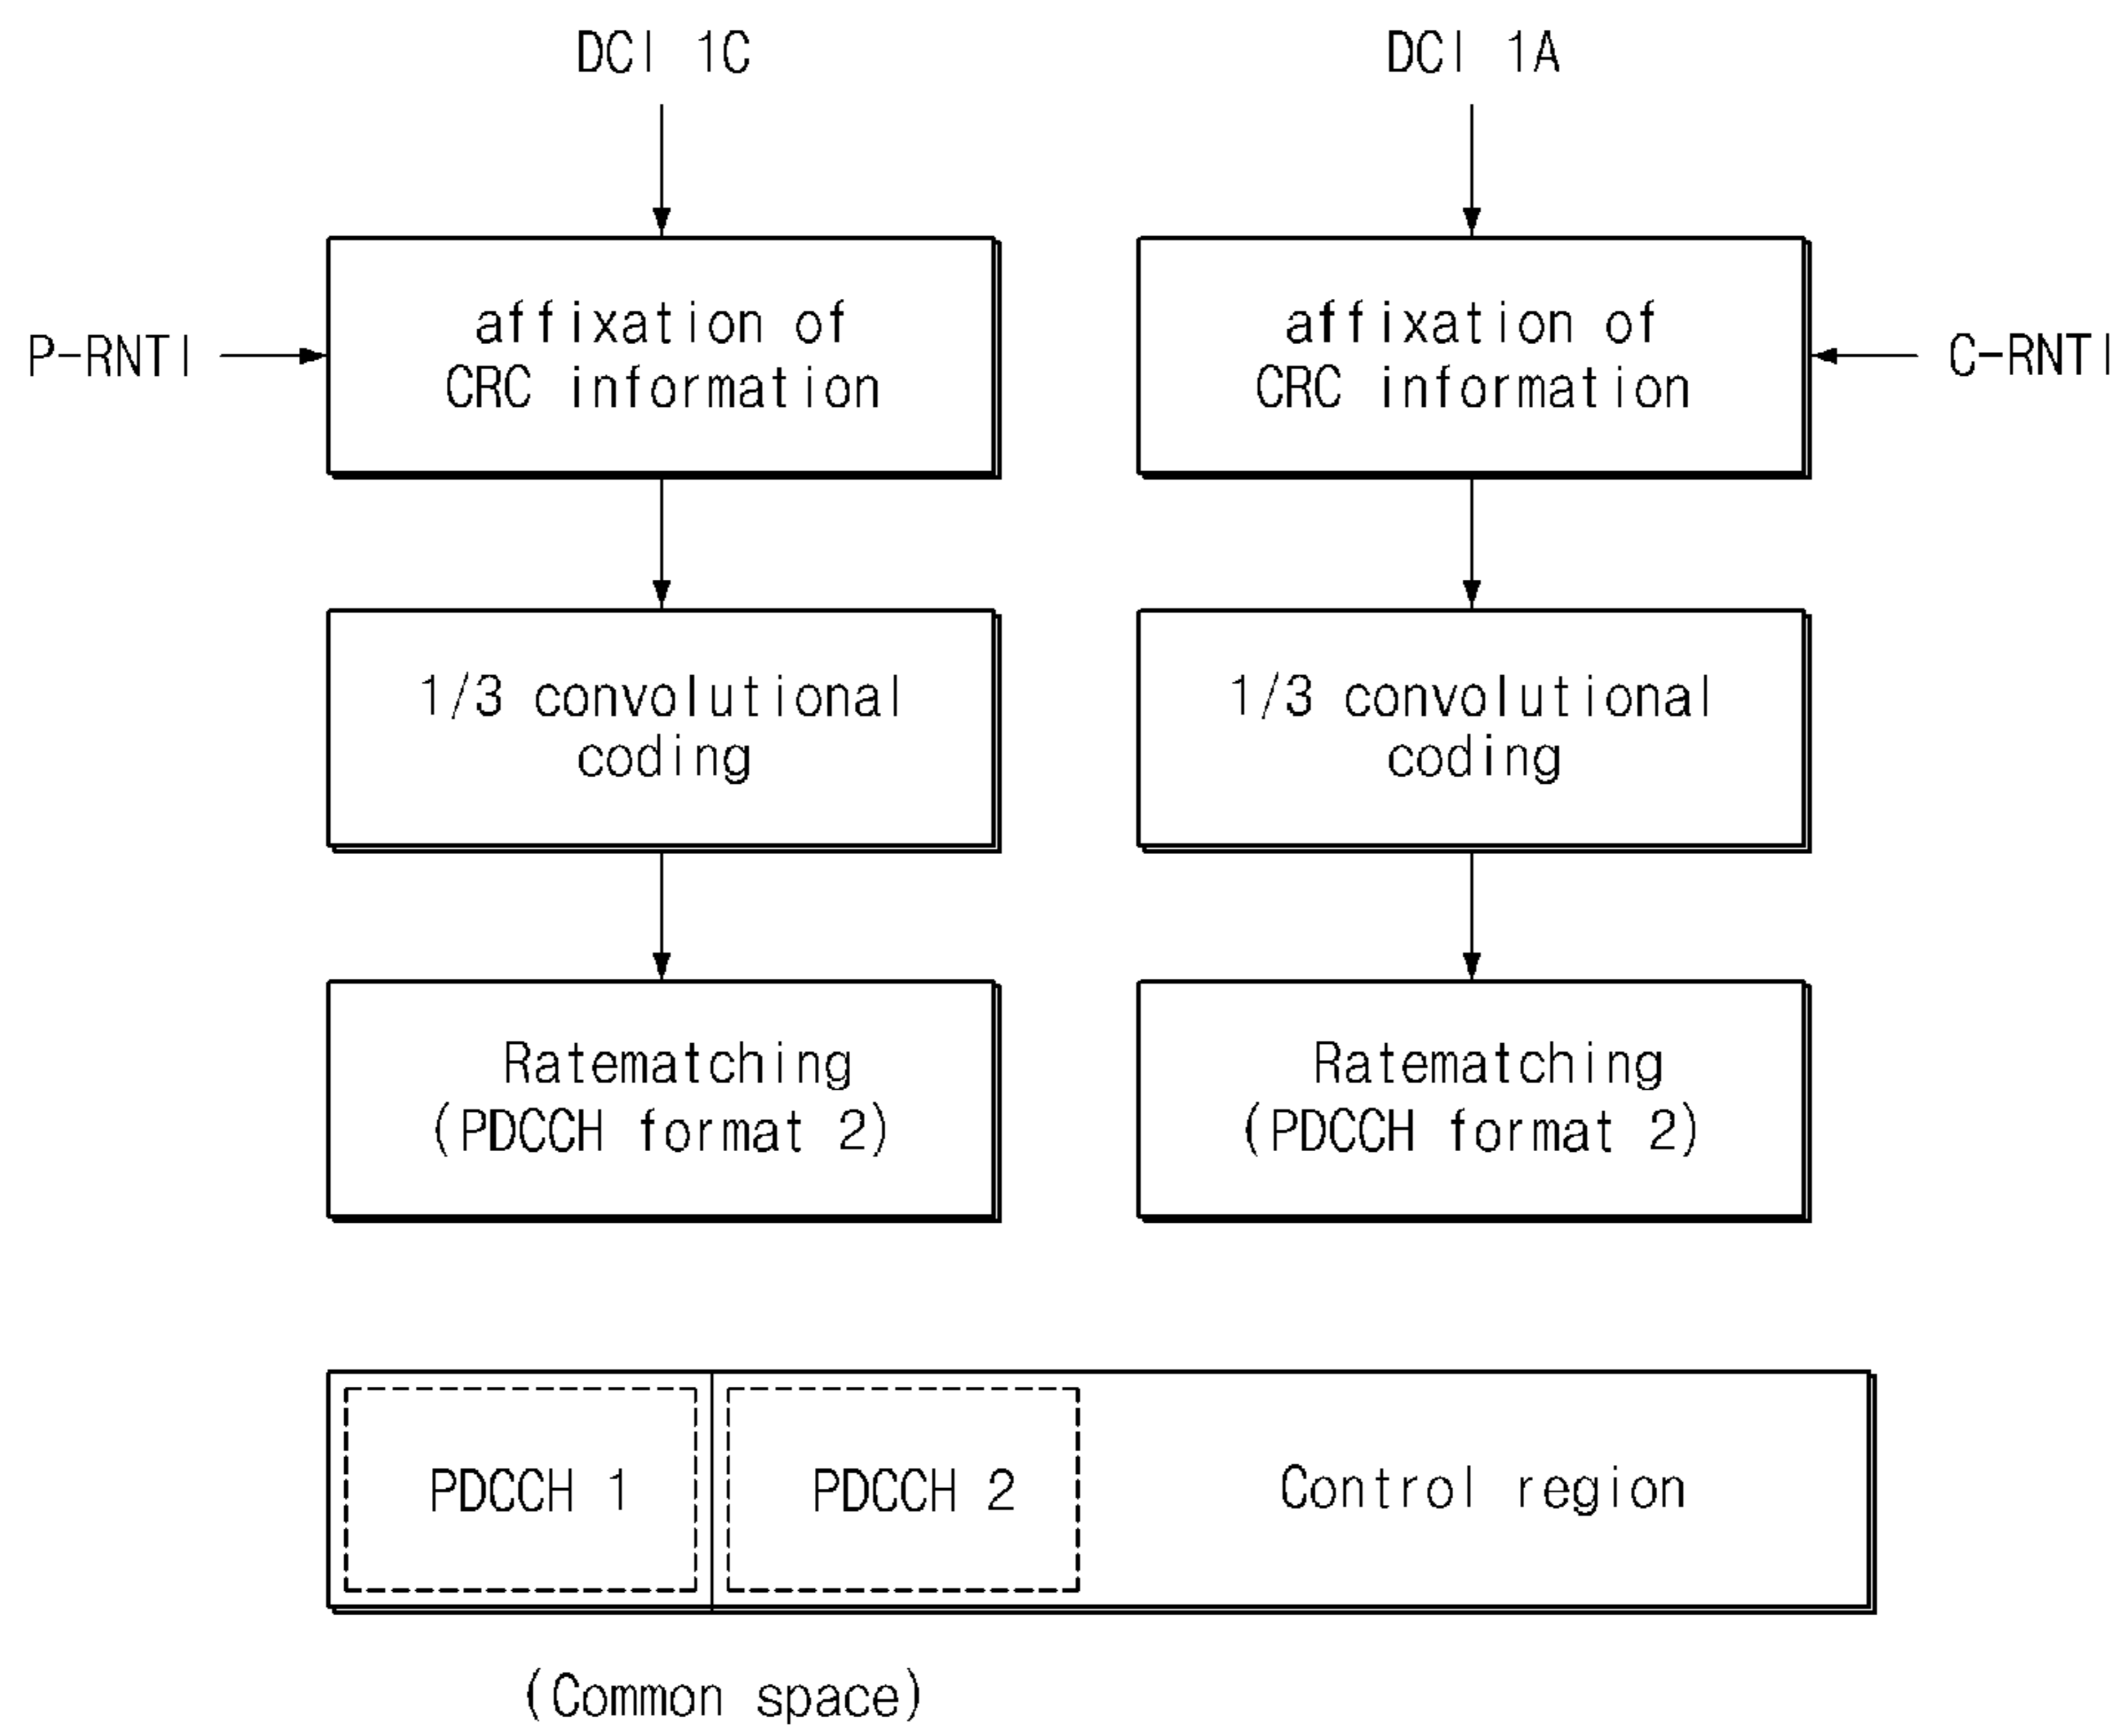 DCI 1C
DCI 1A
P-RNTI
affixation of
CRC information
affixation of
CRC information
C-RNTI
1/3 convolutional
coding
1/3 convolutional
coding
Ratematching
(PDCCH format 2)
Ratematching
(PDCCH format 2)
PDCCH 1
PDCCH 2
Control region
(Common space)